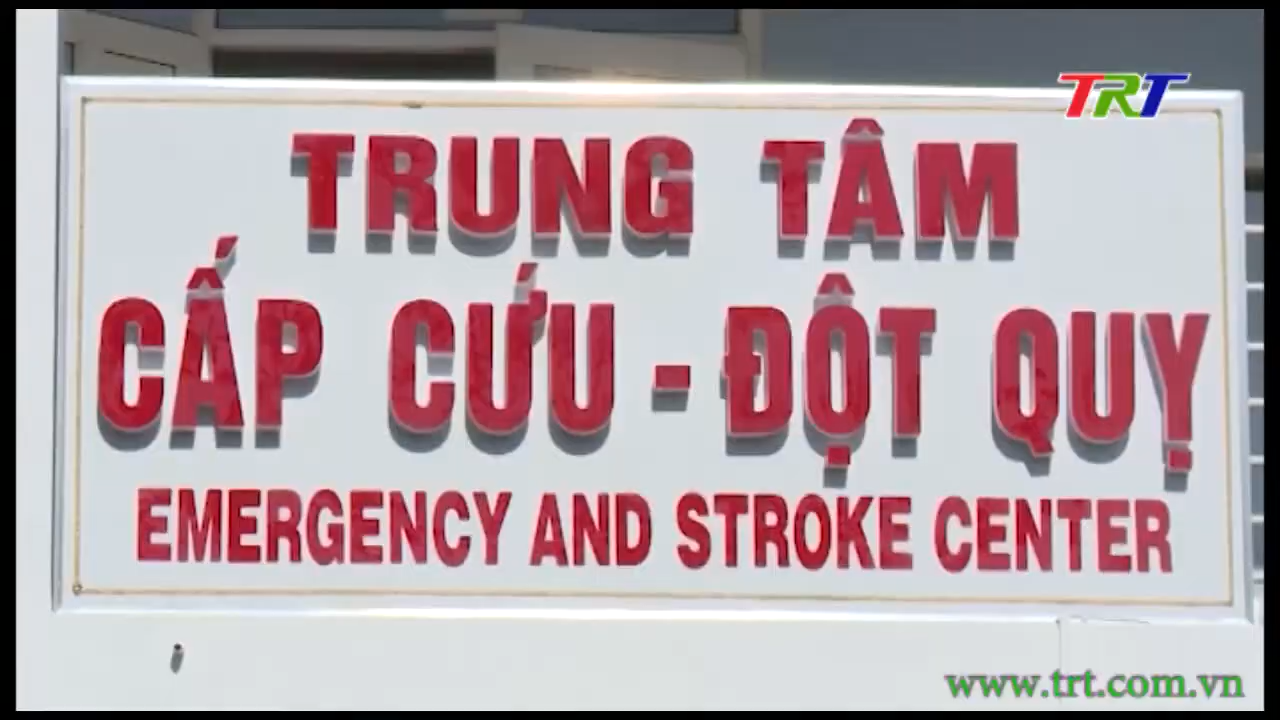 TRT
TRUNG TÂM
CẤP CỨU - ĐỘT QUỴ
EMERGENCY AND STROKE CENTER
www.trt.com.vn